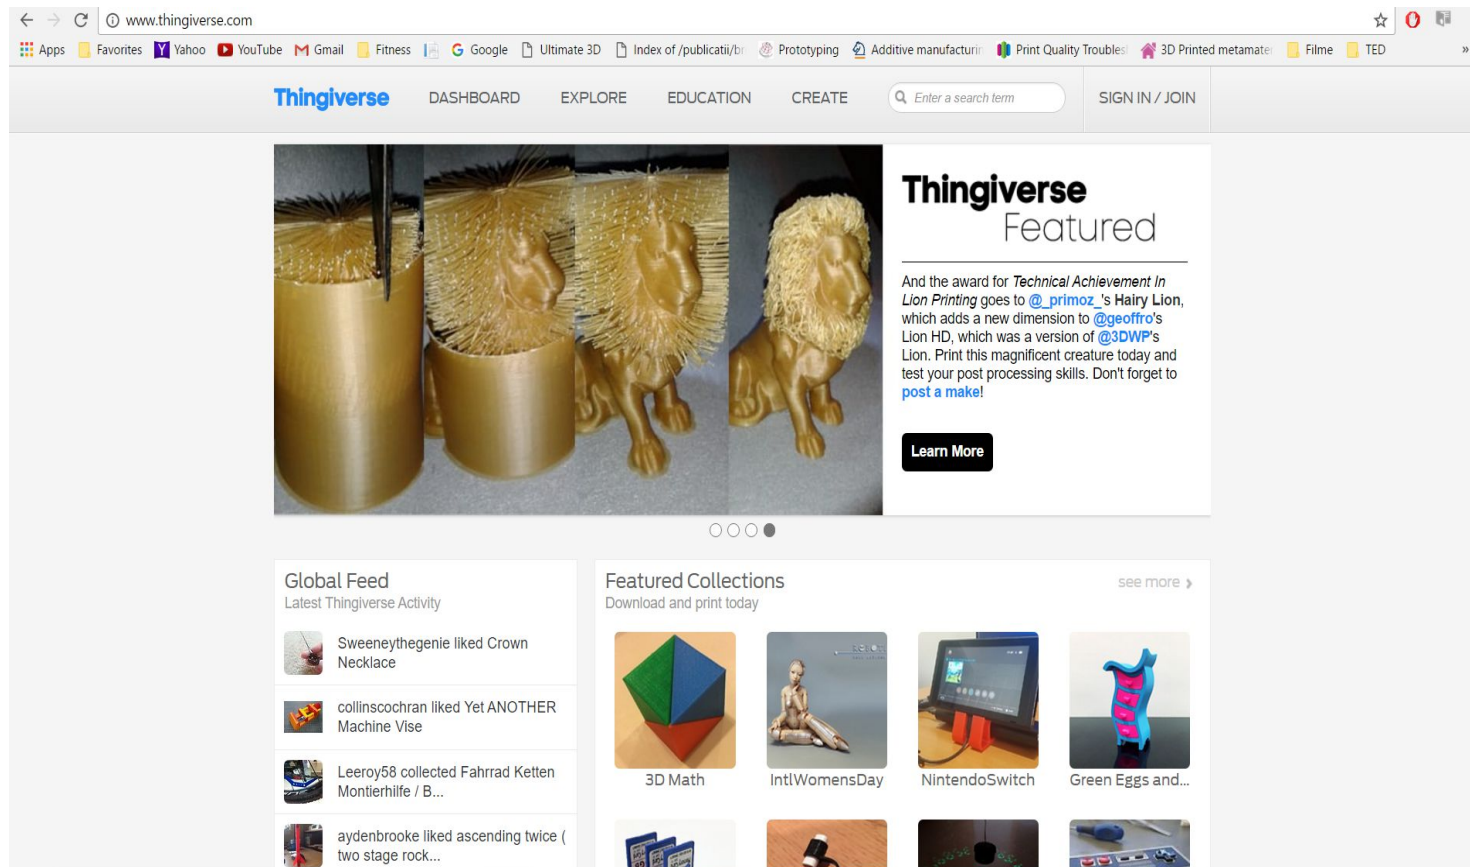 www.thingiverse.com
Apps Favorites Yahoo YouTube Gmail Fitness Google Ultimate 3D Index of /publicatii/br Prototyping Additive manufacturin Print Quality Troubles 3D Printed metamate Filme TED »
Thingiverse DASHBOARD EXPLORE EDUCATION CREATE Enter a search term SIGN IN / JOIN
Thingiverse
Featured
And the award for Technical Achievement In
Lion Printing goes to @_primoz_'s Hairy Lion,
which adds a new dimension to @geoffro's
Lion HD, which was a version of @3DWP's
Lion. Print this magnificent creature today and
test your post processing skills. Don't forget to
post a make!
Learn More
Global Feed
Latest Thingiverse Activity
Sweeneythegenie liked Crown
Necklace
collinscochran liked Yet ANOTHER
Machine Vise
Leeroy58 collected Fahrrad Ketten
Montierhilfe / B...
aydenbrooke liked ascending twice (
two stage rock...
Featured Collections
see more ›
Download and print today
3D Math IntlWomensDay NintendoSwitch Green Eggs and...